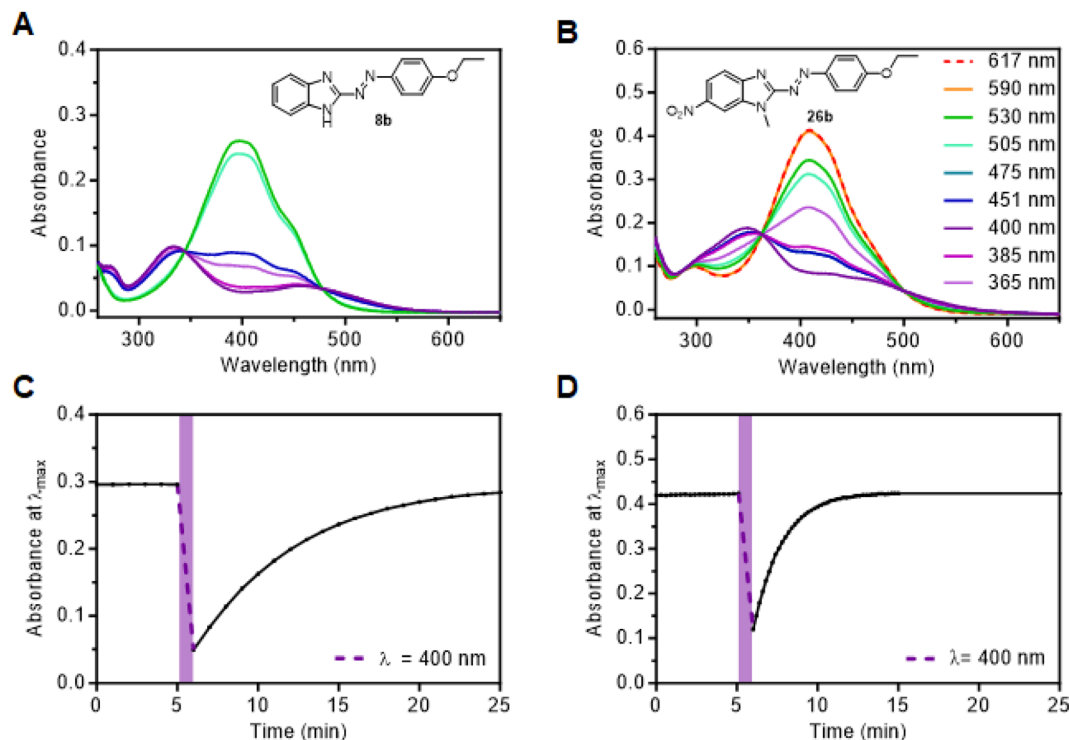 A
0.4
0.3
0.2
0.1
0.0
Absorbance
300 400 500 600
Wavelength (nm)
N
N
H
N
N
O
8b
B
0.6
0.5
0.4
0.3
0.2
0.1
0.0
Absorbance
300 400 500 600
Wavelength (nm)
O₂N
N
N
N
N
O
26b
617 nm
590 nm
530 nm
505 nm
475 nm
451 nm
400 nm
385 nm
365 nm
C
0.4
0.3
0.2
0.1
0.0
Absorbance at λ-max
0 5 10 15 20 25
Time (min)
λ = 400 nm
D
0.6
0.5
0.4
0.3
0.2
0.1
0.0
Absorbance at λ-max
0 5 10 15 20 25
Time (min)
λ= 400 nm